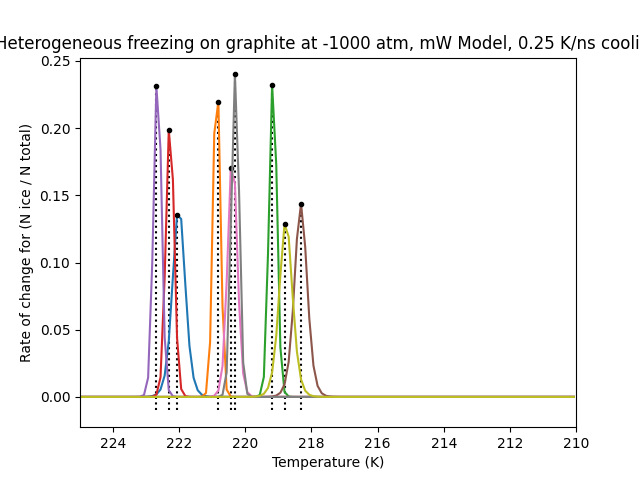 Heterogeneous freezing on graphite at -1000 atm, mW Model, 0.25 K/ns cooli
0.25
0.20
0.15
0.10
0.05
0.00
Rate of change for (N ice / N total)
224 222 220 218 216 214 212 210
Temperature (K)